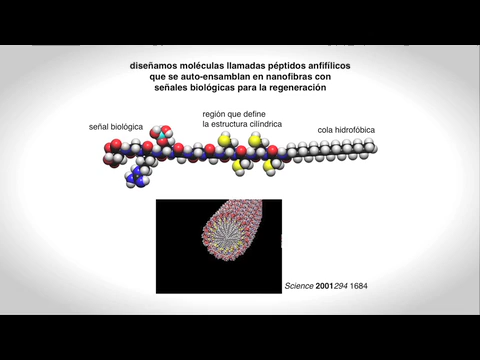 diseñamos moléculas llamadas péptidos anfifílicos
que se auto-ensamblan en nanofibras con
señales biológicas para la regeneración
región que define
la estructura cilíndrica
señal biológica
cola hidrofóbica
Science 2001 294 1684